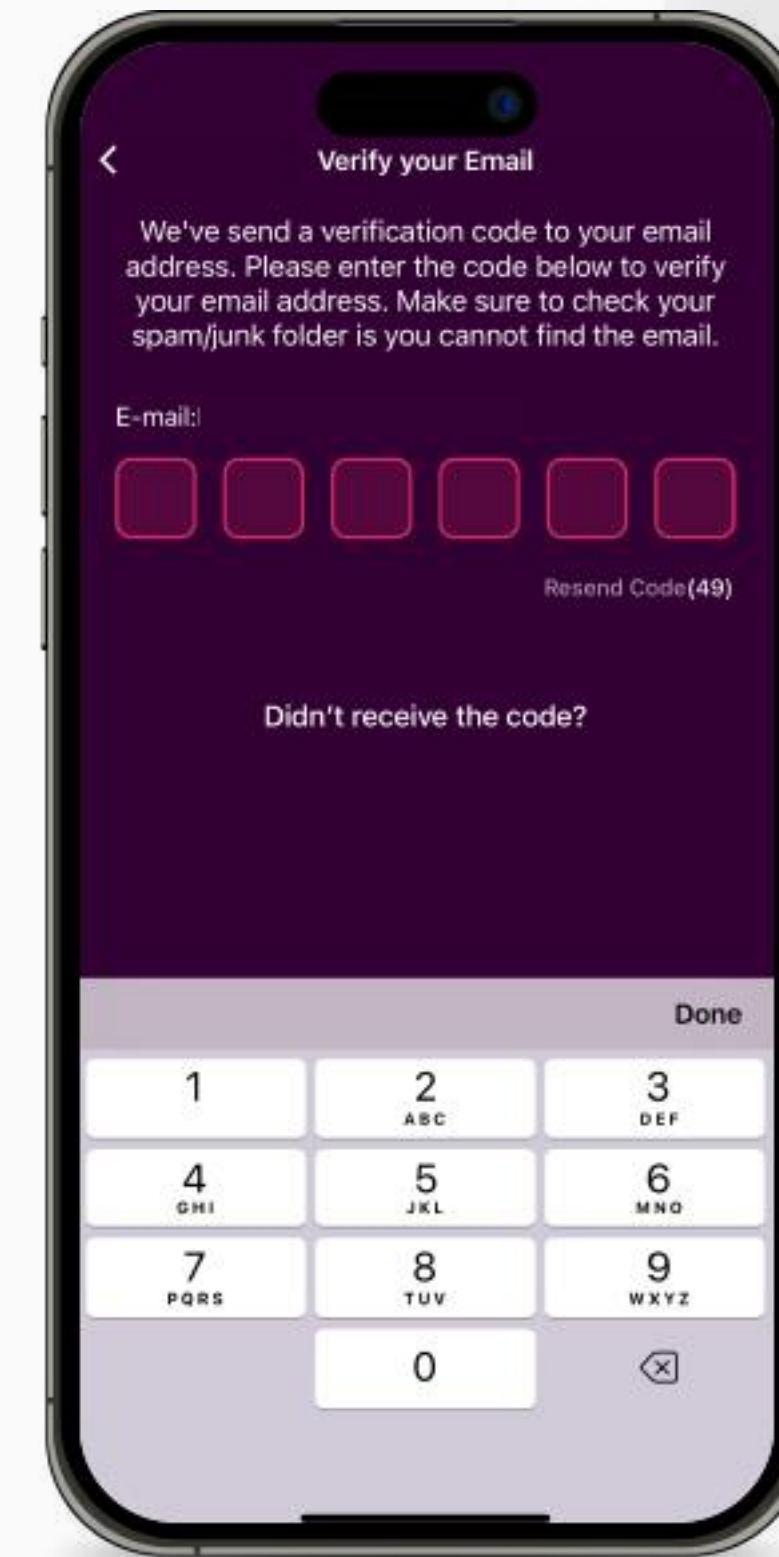 Verify your Email
We've send a verification code to your email
address. Please enter the code below to verify
your email address. Make sure to check your
spam/junk folder is you cannot find the email.
E-mail:
Resend Code(49)
Didn't receive the code?
Done
1 2 3
ABC DEF
4 5 6
GHI JKL MNO
7 8 9
PQRS TUV WXYZ
0